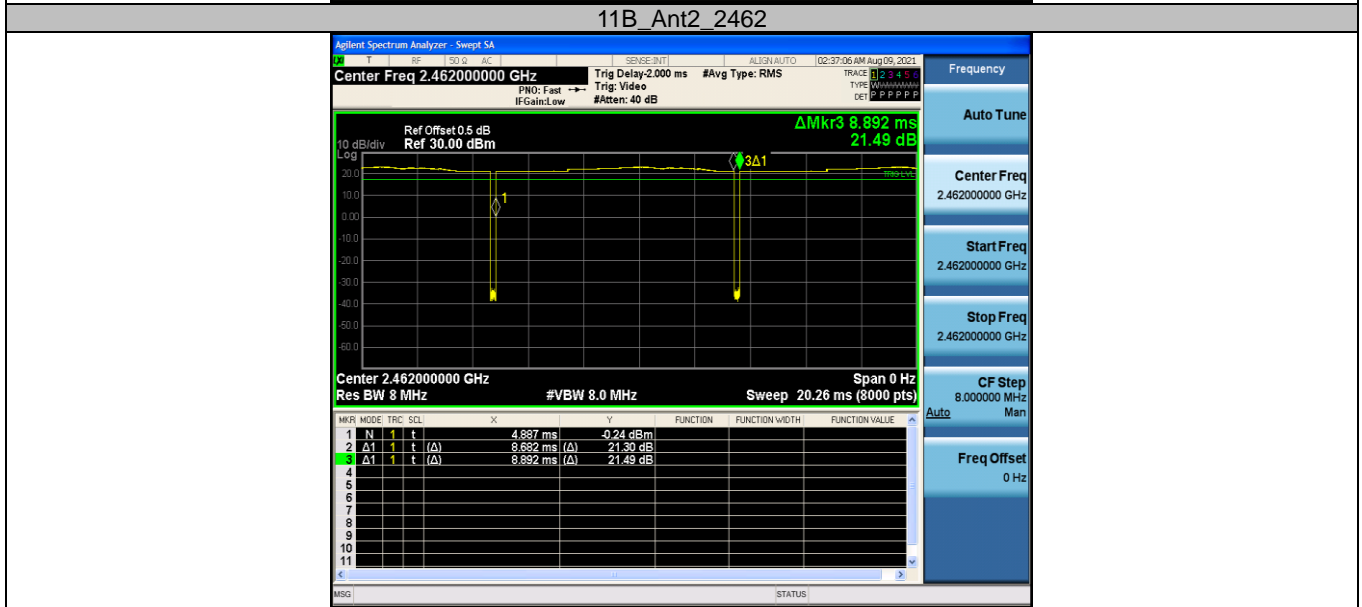 11B_Ant2_2462
Agilent Spectrum Analyzer - Swept SA
T RF 50 Ω AC SENSE:INT ALIGN AUTO 02:37:06 AM Aug 09, 2021
Center Freq 2.462000000 GHz
PNO: Fast
IFGain:Low
Trig Delay-2.000 ms
Trig: Video
#Atten: 40 dB
#Avg Type: RMS
TRACE 1 2 3 4 5 6
TYPE
DET P P P P P P
ΔMkr3 8.892 ms
21.49 dB
Ref Offset 0.5 dB
10 dB/div Ref 30.00 dBm
Log
3Δ1
TRIG LVL
20.0
1
10.0
0.00
-10.0
-20.0
-30.0
-40.0
-50.0
-60.0
Center 2.462000000 GHz Span 0 Hz
Res BW 8 MHz #VBW 8.0 MHz Sweep 20.26 ms (8000 pts)
MKR MODE TRC SCL X Y FUNCTION FUNCTION WIDTH FUNCTION VALUE
1 N 1 t 4.887 ms -0.24 dBm
2 Δ1 1 t (Δ) 8.682 ms (Δ) 21.30 dB
3 Δ1 1 t (Δ) 8.892 ms (Δ) 21.49 dB
4
5
6
7
8
9
10
11
MSG STATUS
Frequency
Auto Tune
Center Freq
2.462000000 GHz
Start Freq
2.462000000 GHz
Stop Freq
2.462000000 GHz
CF Step
8.000000 MHz
Auto Man
Freq Offset
0 Hz